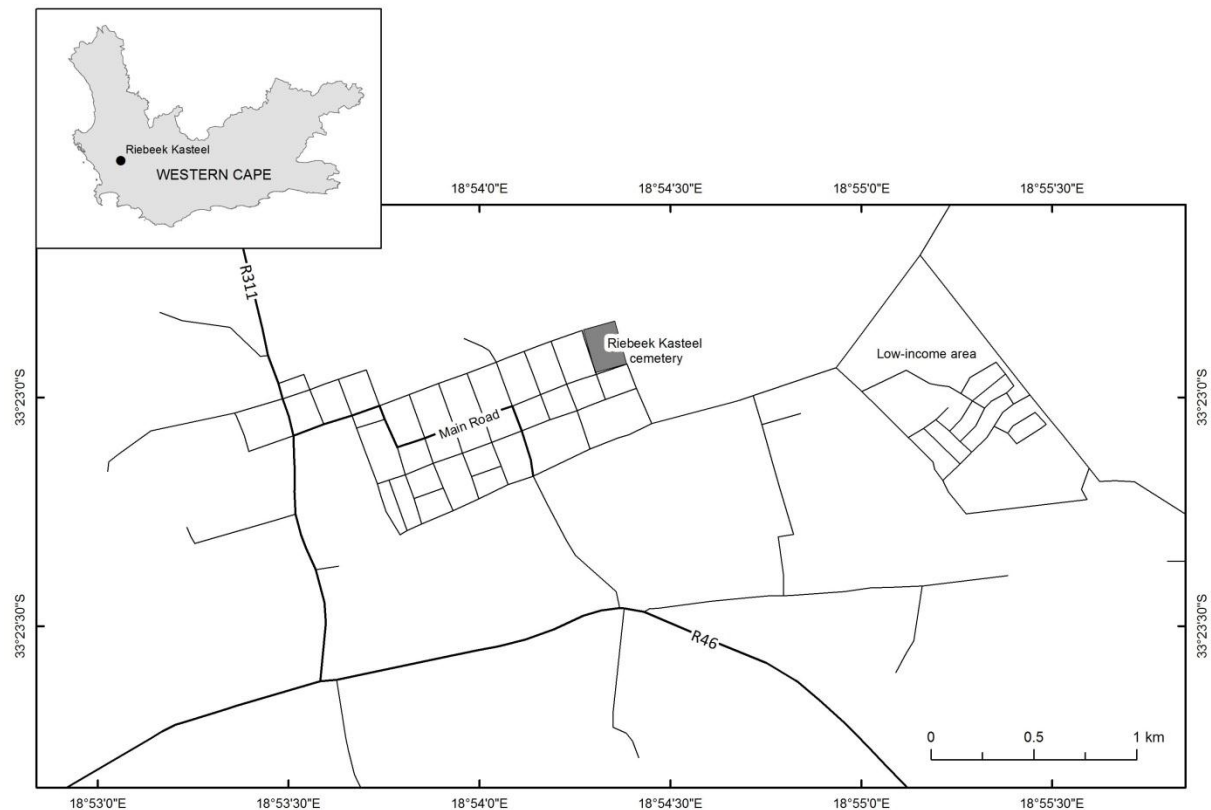 Riebeek Kasteel
WESTERN CAPE
18°54'0"E
18°54'30"E
18°55'0"E
18°55'30"E
R311
Riebeek Kasteel
cemetery
Low-income area
33°23'0"S
33°23'0"S
Main Road
33°23'30"S
33°23'30"S
R46
0
0.5
1 km
18°53'0"E
18°53'30"E
18°54'0"E
18°54'30"E
18°55'0"E
18°55'30"E